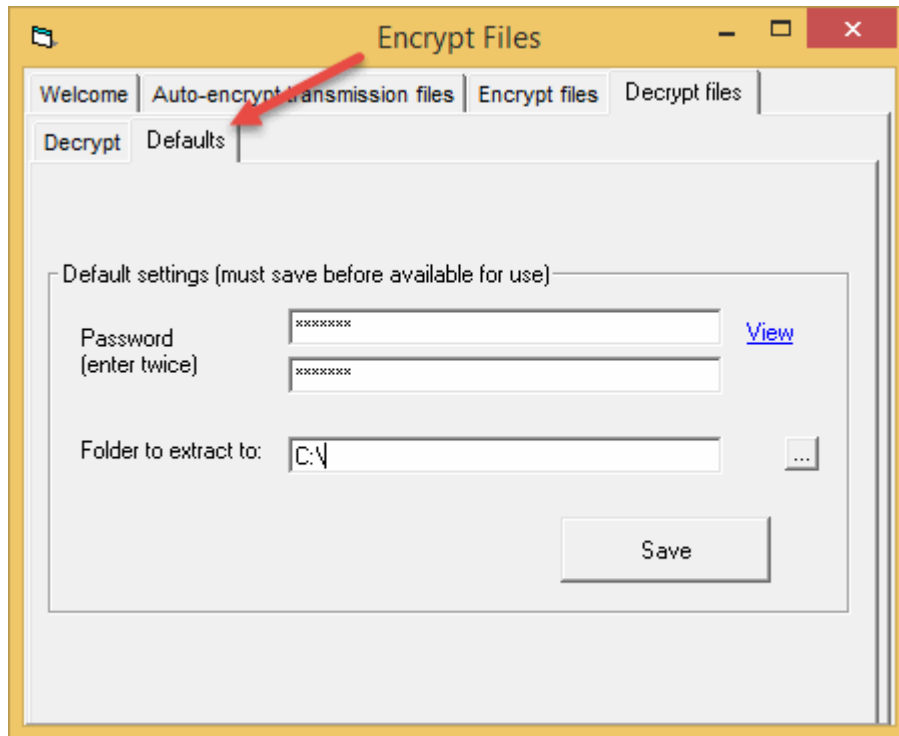 Encrypt Files
Welcome Auto-encrypt transmission files Encrypt files Decrypt files
Decrypt Defaults
Default settings (must save before available for use)
Password
(enter twice)
*******
*******
View
Folder to extract to: C:\ ...
Save